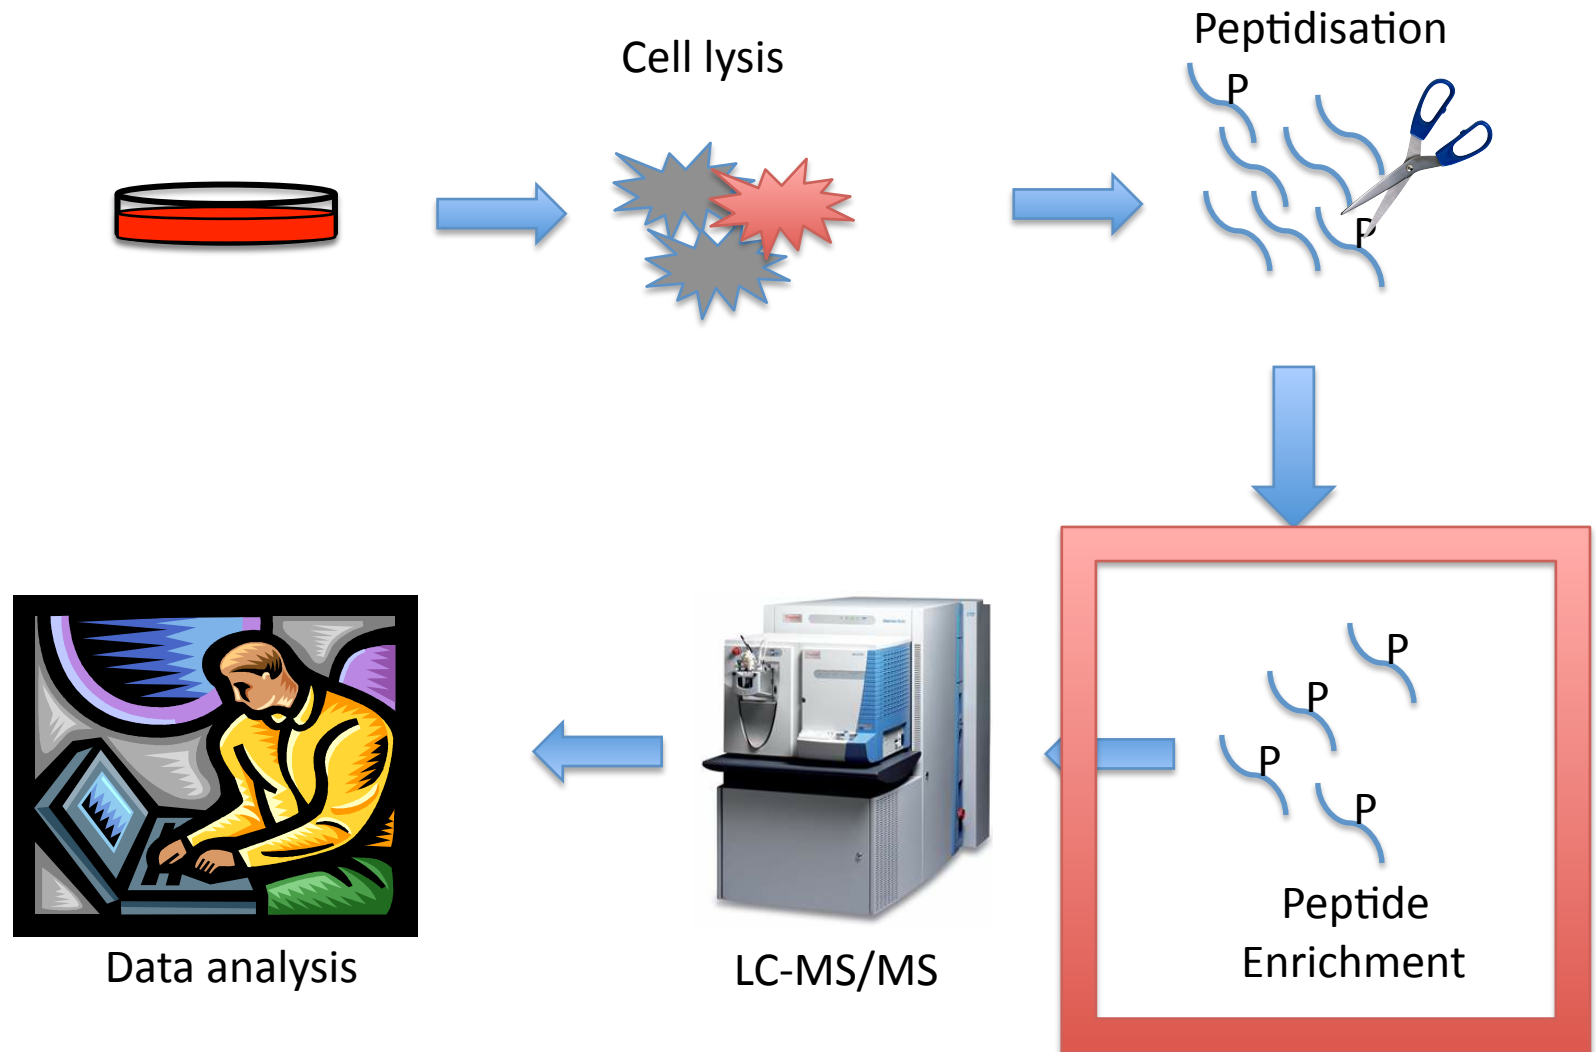 Cell lysis
Peptidisation
P
P
P
P
P
P
Peptide
Enrichment
LC-MS/MS
Data analysis